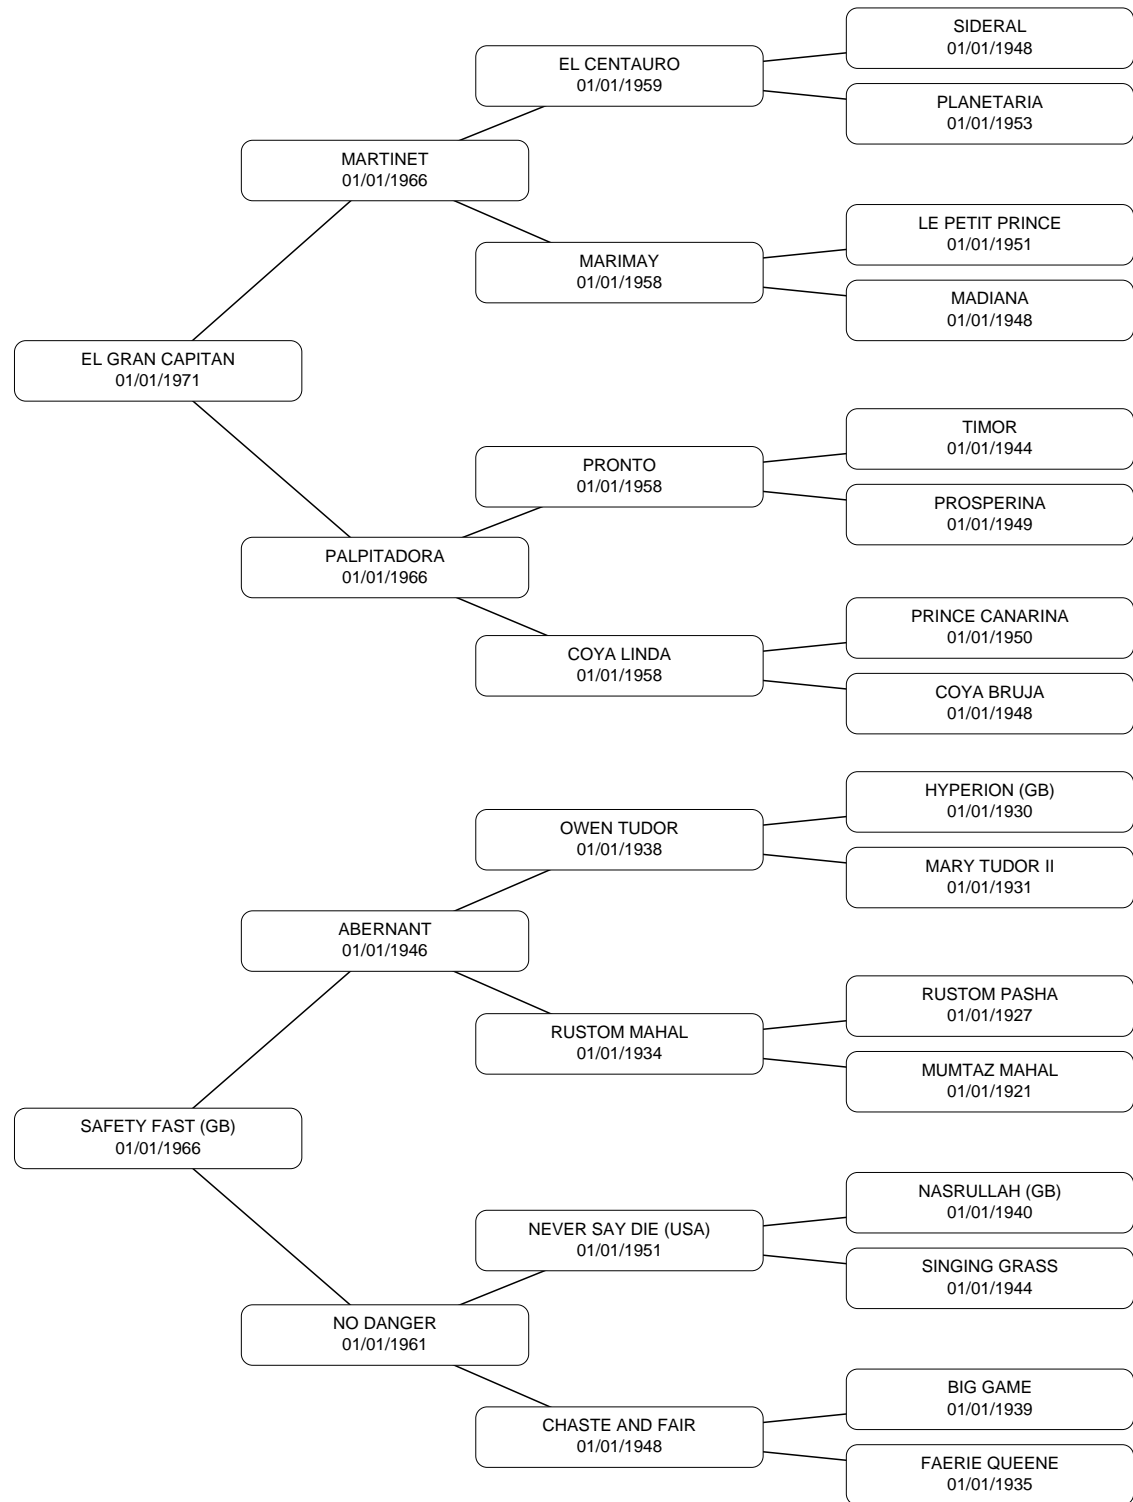 SIDERAL
01/01/1948
EL CENTAURO
01/01/1959
PLANETARIA
01/01/1953
MARTINET
01/01/1966
LE PETIT PRINCE
01/01/1951
MARIMAY
01/01/1958
MADIANA
01/01/1948
EL GRAN CAPITAN
01/01/1971
TIMOR
01/01/1944
PRONTO
01/01/1958
PROSPERINA
01/01/1949
PALPITADORA
01/01/1966
PRINCE CANARINA
01/01/1950
COYA LINDA
01/01/1958
COYA BRUJA
01/01/1948
HYPERION (GB)
01/01/1930
OWEN TUDOR
01/01/1938
MARY TUDOR II
01/01/1931
ABERNANT
01/01/1946
RUSTOM PASHA
01/01/1927
RUSTOM MAHAL
01/01/1934
MUMTAZ MAHAL
01/01/1921
SAFETY FAST (GB)
01/01/1966
NASRULLAH (GB)
01/01/1940
NEVER SAY DIE (USA)
01/01/1951
SINGING GRASS
01/01/1944
NO DANGER
01/01/1961
BIG GAME
01/01/1939
CHASTE AND FAIR
01/01/1948
FAERIE QUEENE
01/01/1935